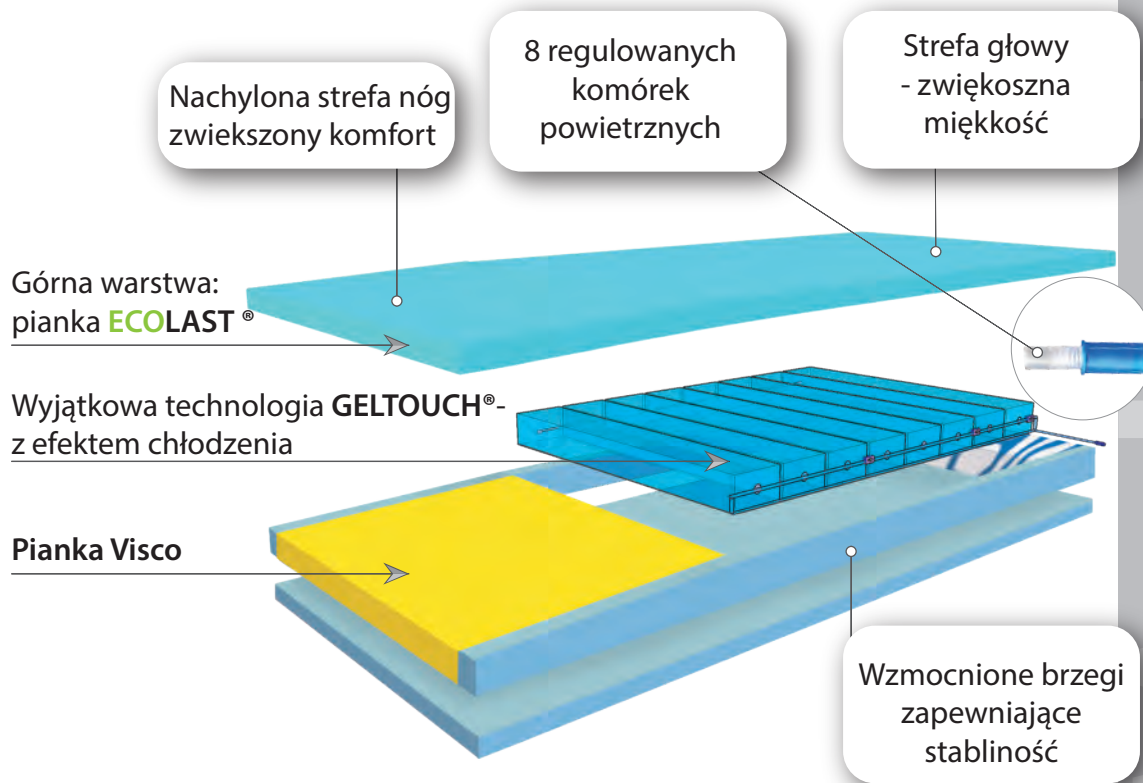 Nachylona strefa nóg
zwiekszony komfort
8 regulowanych
komórek
powietrznych
Strefa głowy
- zwiękoszna
miękkość
Górna warstwa:
pianka ECOLAST ®
Wyjątkowa technologia GELTOUCH®-
z efektem chłodzenia
Pianka Visco
Wzmocnione brzegi
zapewniające
stabliność